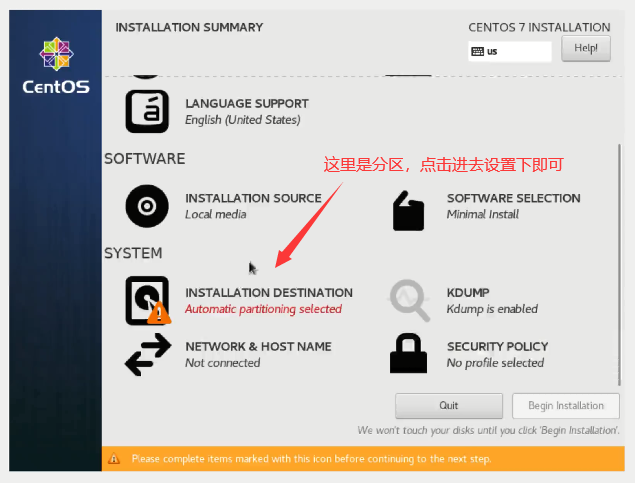 INSTALLATION SUMMARY
CENTOS 7 INSTALLATION
us
Help!
CentOS
á
LANGUAGE SUPPORT
English (United States)
SOFTWARE
这里是分区，点击进去设置下即可
INSTALLATION SOURCE
Local media
SOFTWARE SELECTION
Minimal Install
SYSTEM
INSTALLATION DESTINATION
Automatic partitioning selected
KDUMP
Kdump is enabled
NETWORK & HOST NAME
Not connected
SECURITY POLICY
No profile selected
Quit
Begin Installation
We won't touch your disks until you click 'Begin Installation'.
Please complete items marked with this icon before continuing to the next step.